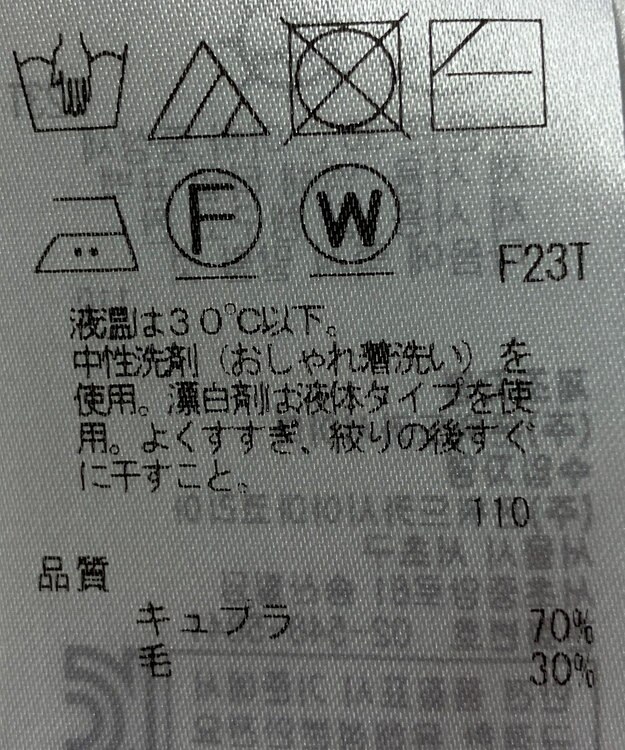 F
W
F23T
液温は30℃以下。
中性洗剤（おしゃれ着洗い）を
使用。漂白剤は液体タイプを使
用。よくすすぎ、絞りの後すぐ
に干すこと。
110
品質
キュプラ 70%
毛 30%